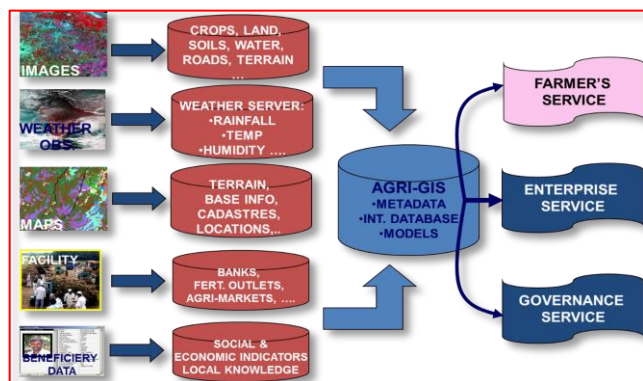 IMAGES
CROPS, LAND,
SOILS, WATER,
ROADS, TERRAIN
...
WEATHER
OBS.
WEATHER SERVER:
•RAINFALL
•TEMP
•HUMIDITY ....
MAPS
TERRAIN,
BASE INFO,
CADASTRES,
LOCATIONS,..
FACILITY
BANKS,
FERT. OUTLETS,
AGRI-MARKETS, ....
BENEFICIERY
DATA
SOCIAL &
ECONOMIC INDICATORS
LOCAL KNOWLEDGE
AGRI-GIS
•METADATA
•INT. DATABASE
•MODELS
FARMER'S
SERVICE
ENTERPRISE
SERVICE
GOVERNANCE
SERVICE